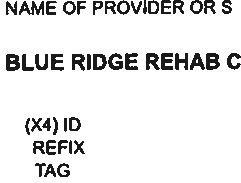 NAME OF PROVIDER OR S
BLUE RIDGE REHAB C
(X4) ID
REFIX
TAG